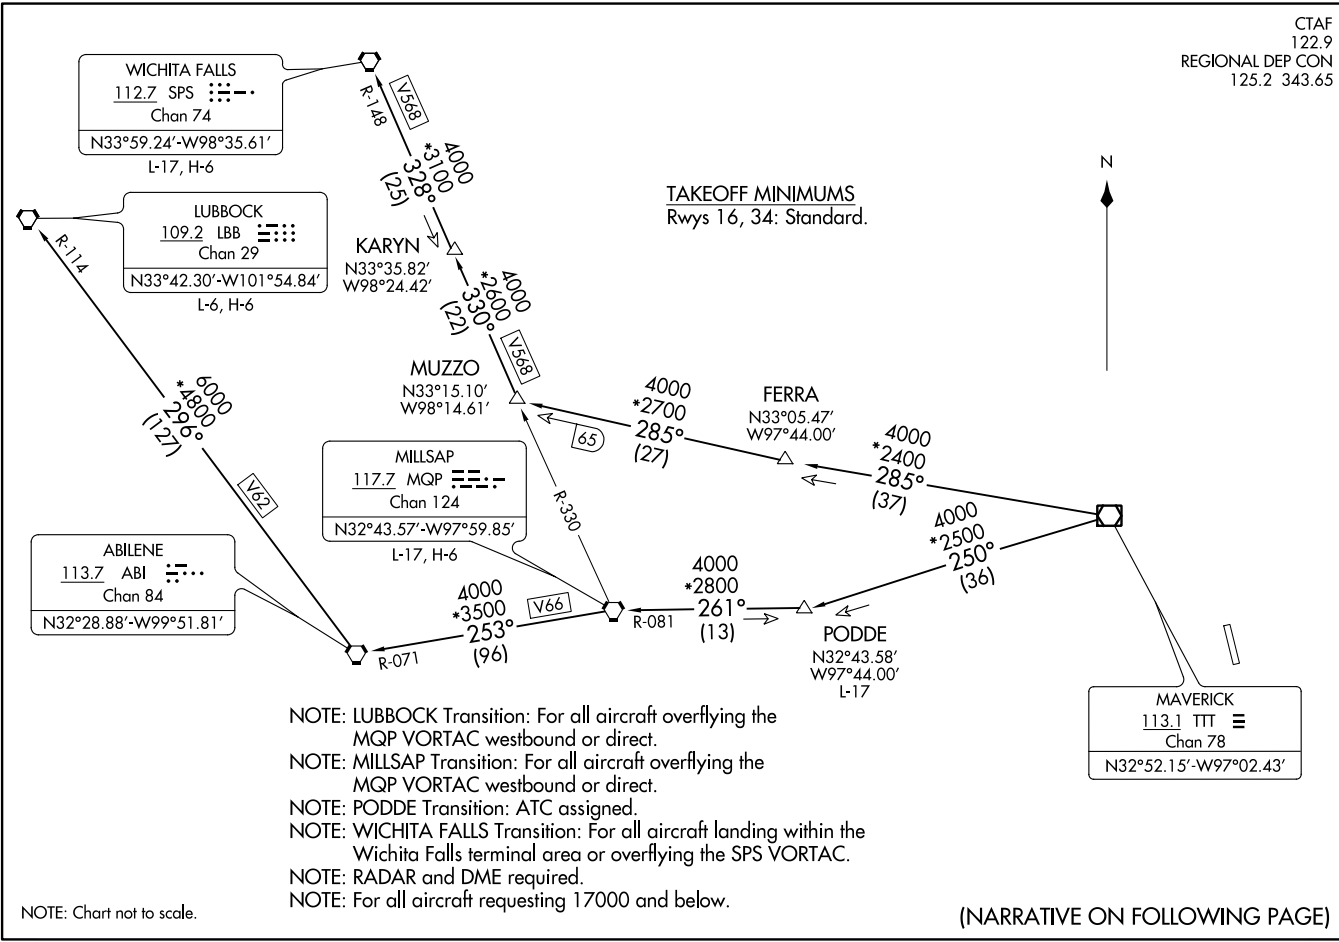 CTAF
122.9
REGIONAL DEP CON
125.2 343.65
WICHITA FALLS
112.7 SPS
Chan 74
N33°59.24′-W98°35.61′
L-17, H-6
R-148
V568
4000
*3100
328°
(25)
LUBBOCK
109.2 LBB
Chan 29
N33°42.30′-W101°54.84′
L-6, H-6
R-114
KARYN
N33°35.82′
W98°24.42′
TAKEOFF MINIMUMS
Rwys 16, 34: Standard.
N
4000
*2600
330°
(22)
V568
MUZZO
N33°15.10′
W98°14.61′
6000
*4800
296°
(127)
V62
4000
*2700
285°
(27)
65
FERRA
N33°05.47′
W97°44.00′
4000
*2400
285°
(37)
MILLSAP
117.7 MQP
Chan 124
N32°43.57′-W97°59.85′
L-17, H-6
R-330
4000
*2500
250°
(36)
ABILENE
113.7 ABI
Chan 84
N32°28.88′-W99°51.81′
4000
*3500
253°
(96)
V66
R-071
4000
*2800
261°
(13)
R-081
PODDE
N32°43.58′
W97°44.00′
L-17
MAVERICK
113.1 TTT
Chan 78
N32°52.15′-W97°02.43′
NOTE: LUBBOCK Transition: For all aircraft overflying the
MQP VORTAC westbound or direct.
NOTE: MILLSAP Transition: For all aircraft overflying the
MQP VORTAC westbound or direct.
NOTE: PODDE Transition: ATC assigned.
NOTE: WICHITA FALLS Transition: For all aircraft landing within the
Wichita Falls terminal area or overflying the SPS VORTAC.
NOTE: RADAR and DME required.
NOTE: For all aircraft requesting 17000 and below.
NOTE: Chart not to scale.
(NARRATIVE ON FOLLOWING PAGE)